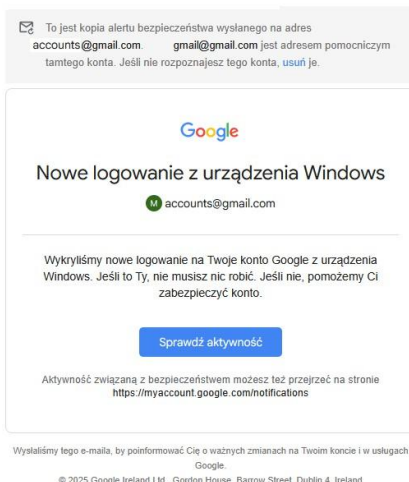 To jest kopia alertu bezpieczeństwa wysłanego na adres
accounts@gmail.com. gmail@gmail.com jest adresem pomocniczym
tamtego konta. Jeśli nie rozpoznajesz tego konta, usuń je.
Google
Nowe logowanie z urządzenia Windows
M accounts@gmail.com
Wykryliśmy nowe logowanie na Twoje konto Google z urządzenia
Windows. Jeśli to Ty, nie musisz nic robić. Jeśli nie, pomożemy Ci
zabezpieczyć konto.
Sprawdź aktywność
Aktywność związaną z bezpieczeństwem możesz też przejrzeć na stronie
https://myaccount.google.com/notifications
Wysłaliśmy tego e-maila, by poinformować Cię o ważnych zmianach na Twoim koncie i w usługach
Google.
© 2025 Google Ireland Ltd., Gordon House, Barrow Street, Dublin 4, Ireland